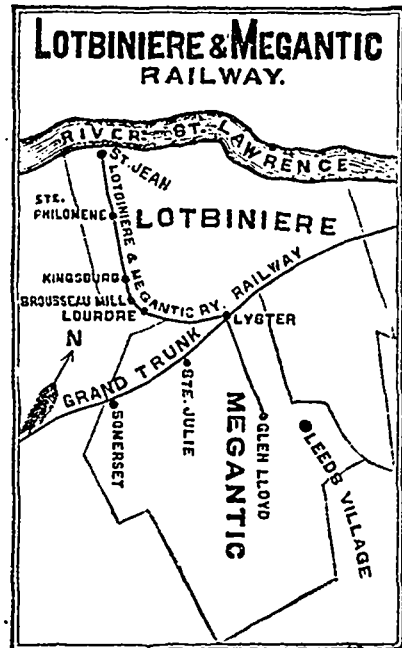 LOTBINIERE & MEGANTIC
RAILWAY.
RIVER ST. LAWRENCE
ST. JEAN
STE.
PHILOMENE
LOTBINIERE
LOTBINIERE & MEGANTIC RY.
KINGSBURG
BROUSSEAU MILL
LOURDRE
LYSTER
GRAND TRUNK RAILWAY
N
SOMERSET
STE. JULIE
MEGANTIC
GLEN LLOYD
LEEDS VILLAGE